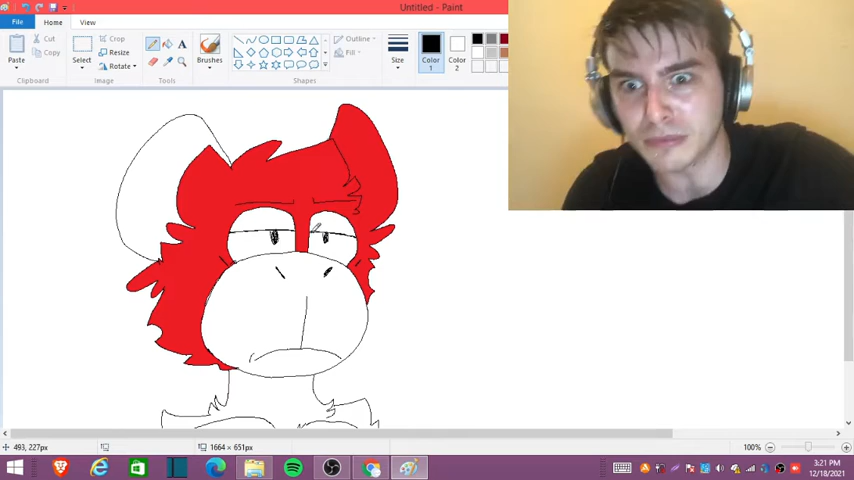 Untitled - Paint
File Home View
Paste
Cut
Copy
Clipboard
Select
Crop
Resize
Rotate
Image
A
Tools
Brushes
Shapes
Outline
Fill
Size
Color
1
Color
2
493, 227px
1664 × 651px
100%
3:21 PM
12/18/2021